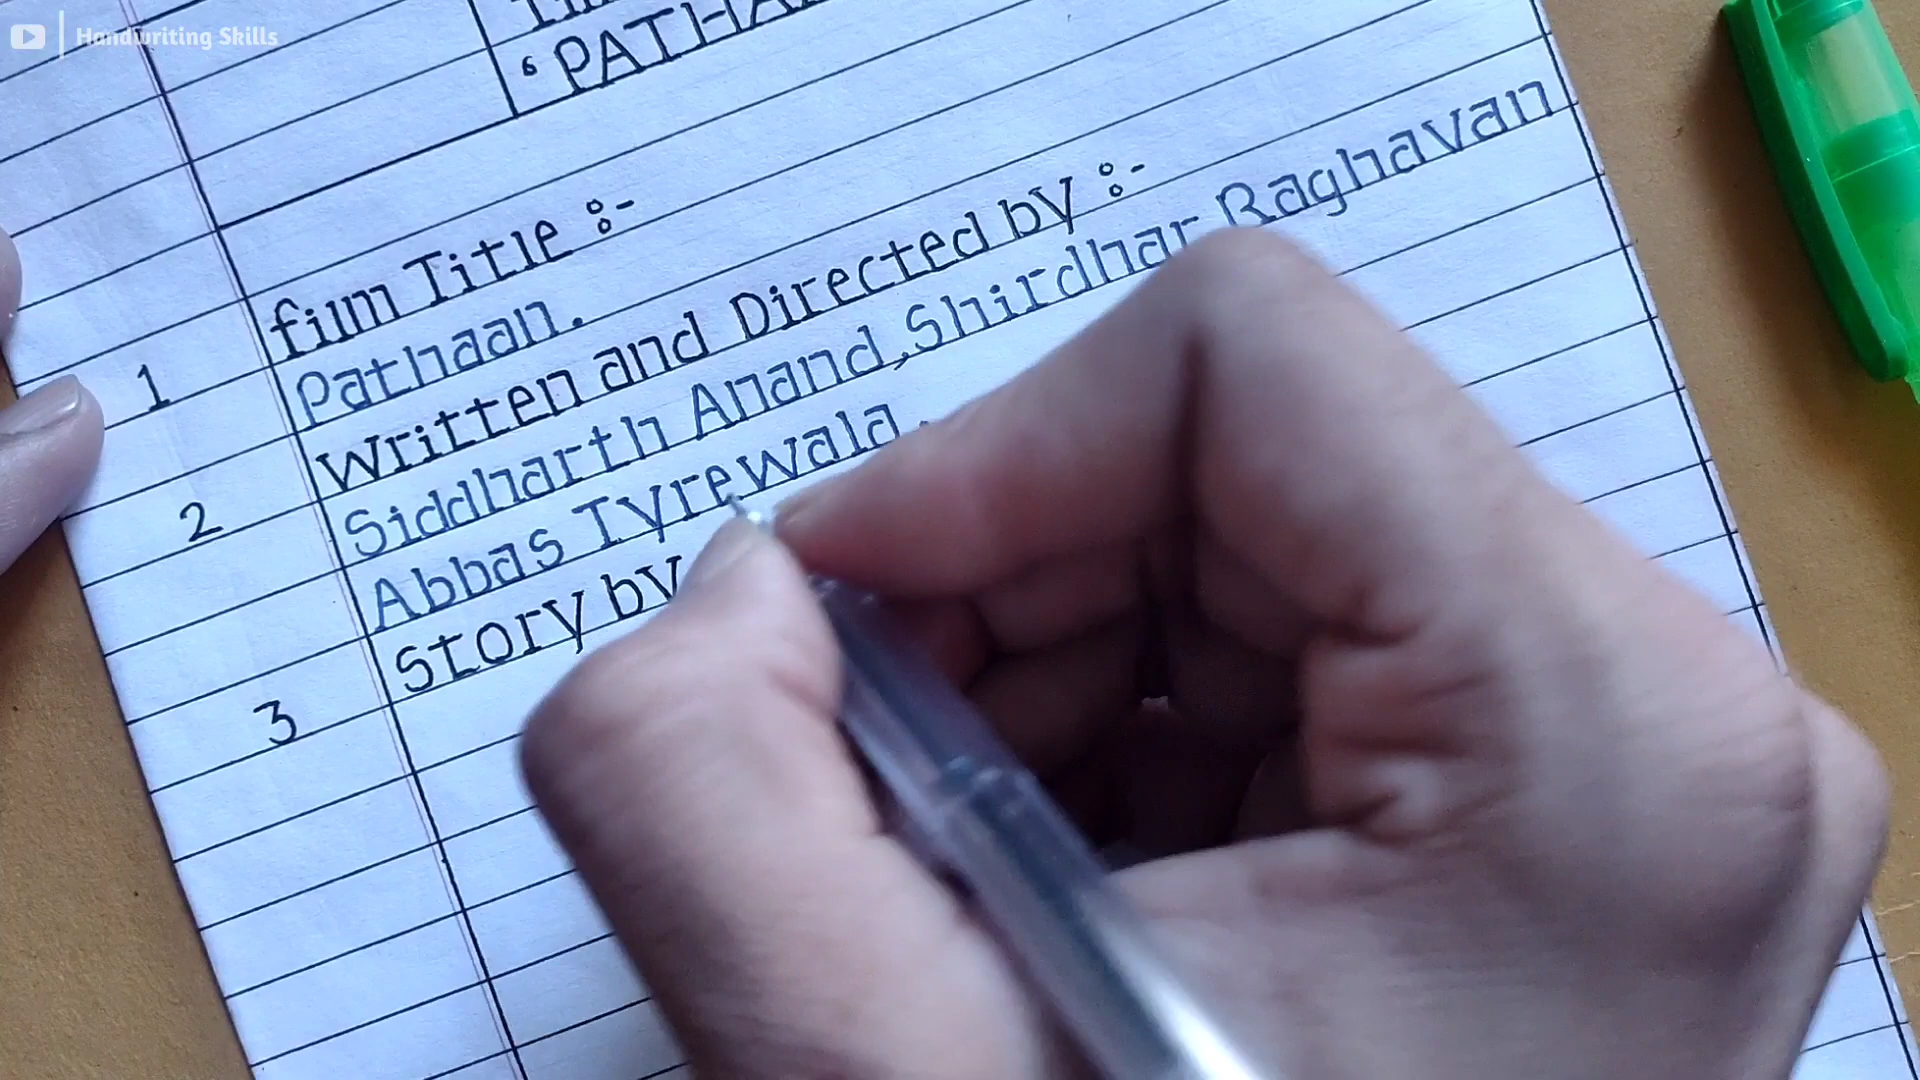 Handwriting Skills
'PATHA
film Title :-
1 Pathaan.
Written and Directed by :-
2 Siddharth Anand, Shirdhar Raghavan
Abbas Tyrewala.
Story by
3